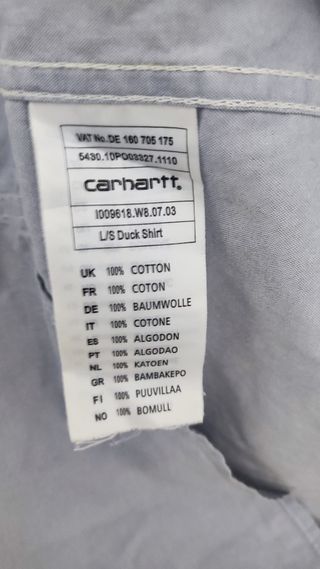 VAT No. DE 160 705 175
5430.10PO03327.1110
carhartt.
I009618.W8.07.03
L/S Duck Shirt
UK 100% COTTON
FR 100% COTON
DE 100% BAUMWOLLE
IT 100% COTONE
ES 100% ALGODON
PT 100% ALGODAO
NL 100% KATOEN
GR 100% BAMBAKEPO
FI 100% PUUVILLAA
NO 100% BOMULL